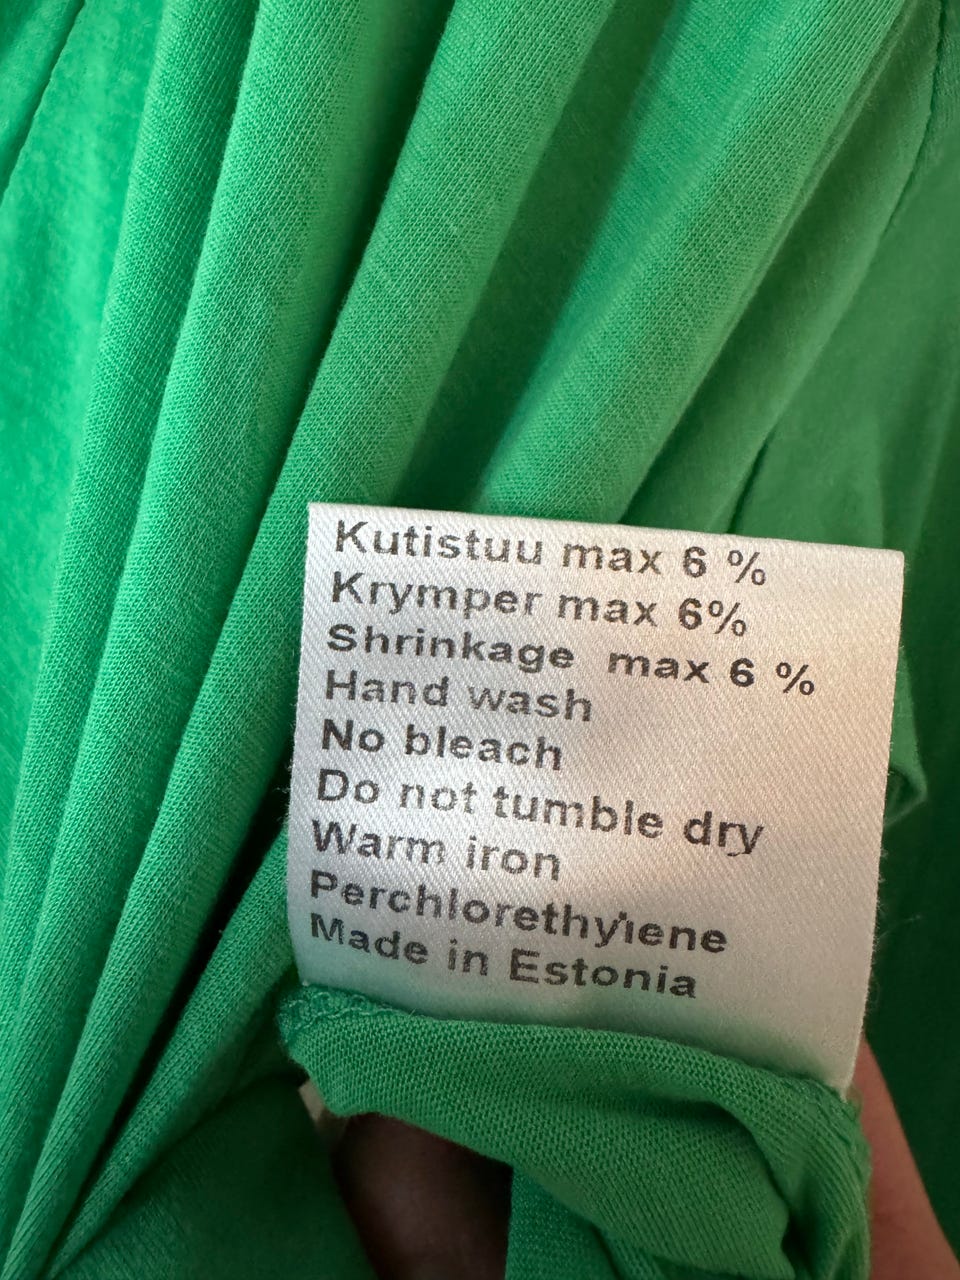 Kutistuu max 6 %
Krymper max 6%
Shrinkage max 6 %
Hand wash
No bleach
Do not tumble dry
Warm iron
Perchlorethylene
Made in Estonia